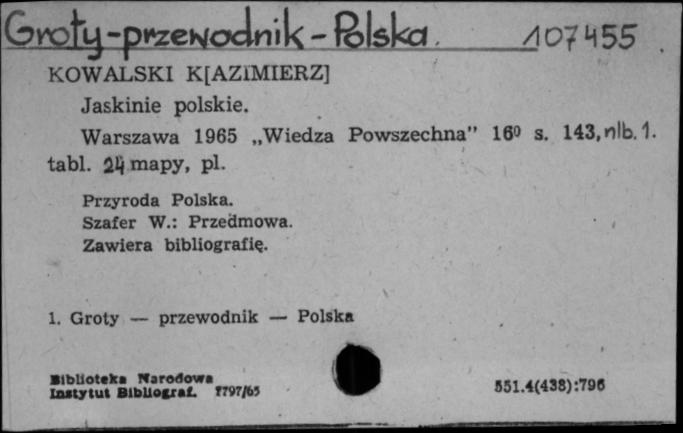 Groty-przewodnik-Polska. 107455
KOWALSKI K[AZIMIERZ]
Jaskinie polskie.
Warszawa 1965 „Wiedza Powszechna" 16⁰ s. 143, nlb. 1.
tabl. 24 mapy, pl.
Przyroda Polska.
Szafer W.: Przedmowa.
Zawiera bibliografię.
1. Groty — przewodnik — Polska
Biblioteka Narodowa
Instytut Bibliograf. 7797/65
551.4(438):796